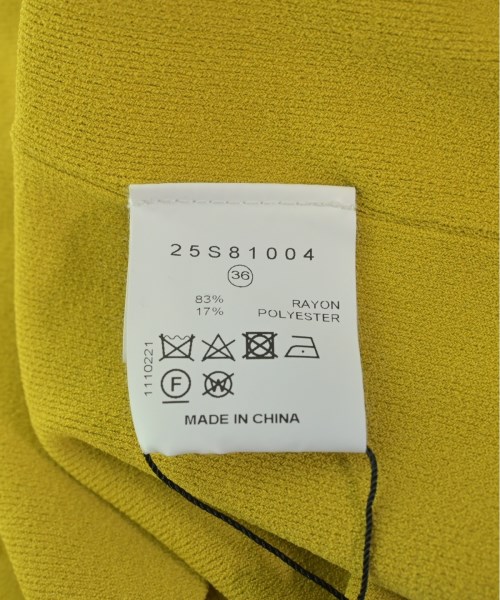 25S81004
36
83% RAYON
17% POLYESTER
1110221
F W
MADE IN CHINA